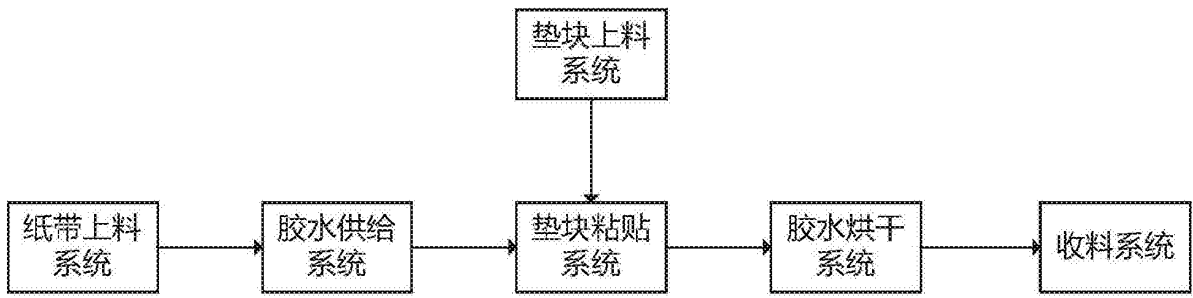 垫块上料
系统
纸带上料
系统
胶水供给
系统
垫块粘贴
系统
胶水烘干
系统
收料系统